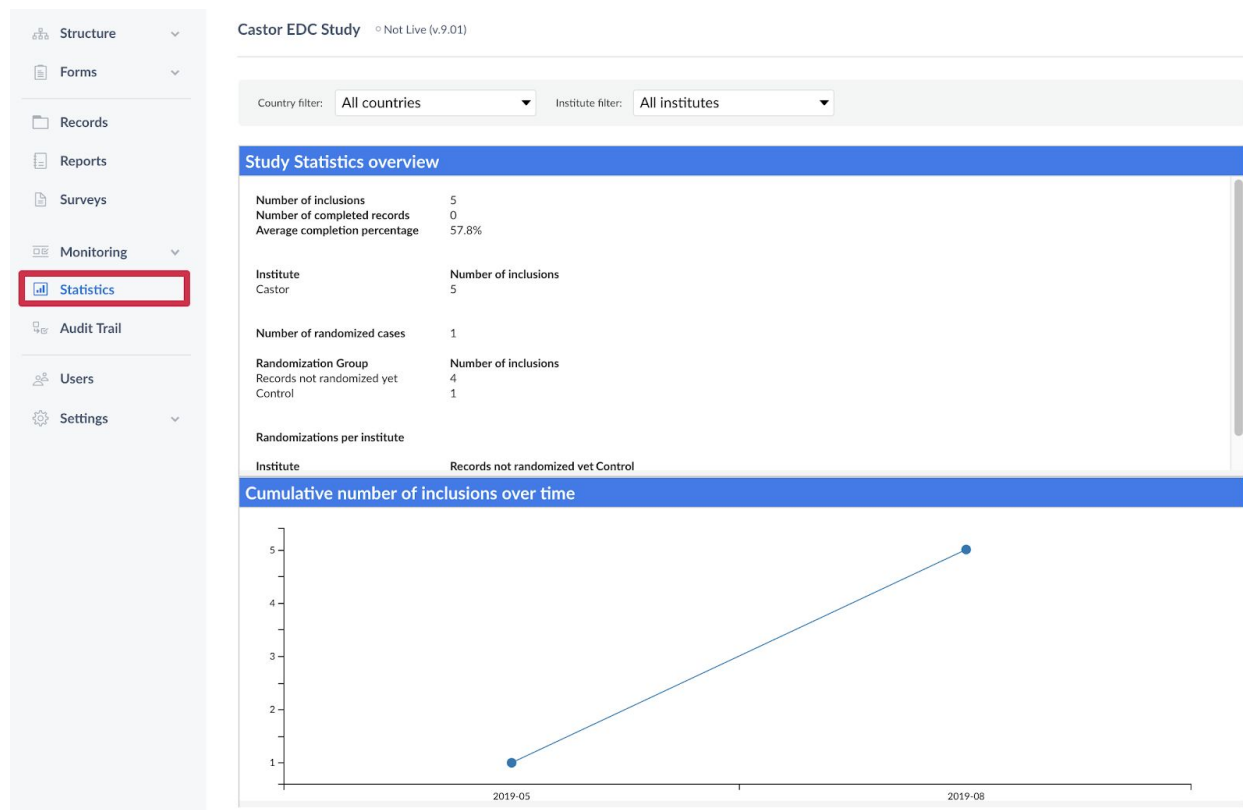 Structure
Forms
Records
Reports
Surveys
Monitoring
Statistics
Audit Trail
Users
Settings
Castor EDC Study Not Live (v.9.01)
Country filter: All countries Institute filter: All institutes
Study Statistics overview
Number of inclusions 5
Number of completed records 0
Average completion percentage 57.8%
Institute Number of inclusions
Castor 5
Number of randomized cases 1
Randomization Group Number of inclusions
Records not randomized yet 4
Control 1
Randomizations per institute
Institute Records not randomized yet Control
Cumulative number of inclusions over time
5
4
3
2
1
2019-05 2019-08